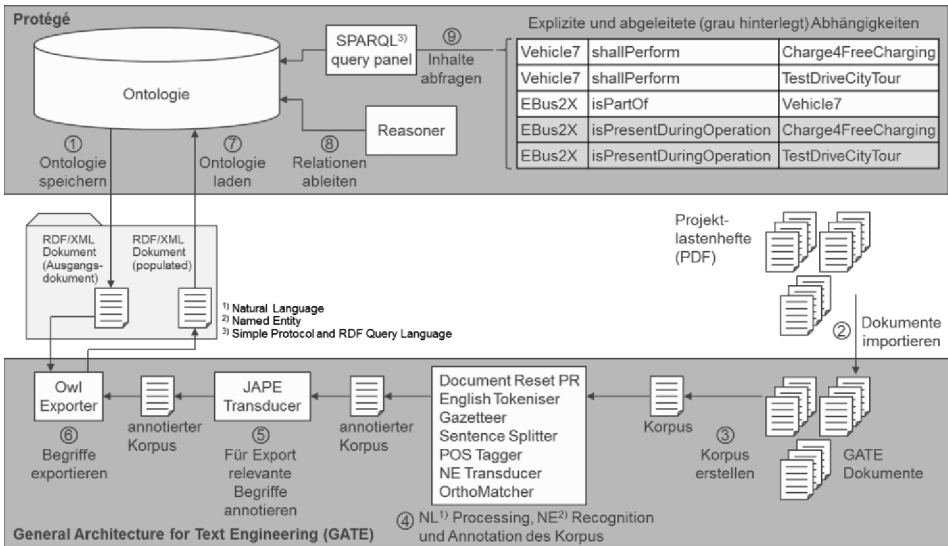 Protégé
Explizite und abgeleitete (grau hinterlegt) Abhängigkeiten
Ontologie
SPARQL3)
query panel
⑨
Inhalte
abfragen
Vehicle7 shallPerform Charge4FreeCharging
Vehicle7 shallPerform TestDriveCityTour
EBus2X isPartOf Vehicle7
EBus2X isPresentDuringOperation Charge4FreeCharging
EBus2X isPresentDuringOperation TestDriveCityTour
Reasoner
①
Ontologie
speichern
⑦
Ontologie
laden
⑧
Relationen
ableiten
RDF/XML
Dokument
(Ausgangs-
dokument)
RDF/XML
Dokument
(populated)
1) Natural Language
2) Named Entity
3) Simple Protocol and RDF Query Language
Projekt-
lastenhefte
(PDF)
②
Dokumente
importieren
Owl
Exporter
annotierter
Korpus
JAPE
Transducer
annotierter
Korpus
Document Reset PR
English Tokeniser
Gazetteer
Sentence Splitter
POS Tagger
NE Transducer
OrthoMatcher
Korpus
③
Korpus
erstellen
GATE
Dokumente
⑥
Begriffe
exportieren
⑤
Für Export
relevante
Begriffe
annotieren
④ NL1) Processing, NE2) Recognition
und Annotation des Korpus
General Architecture for Text Engineering (GATE)